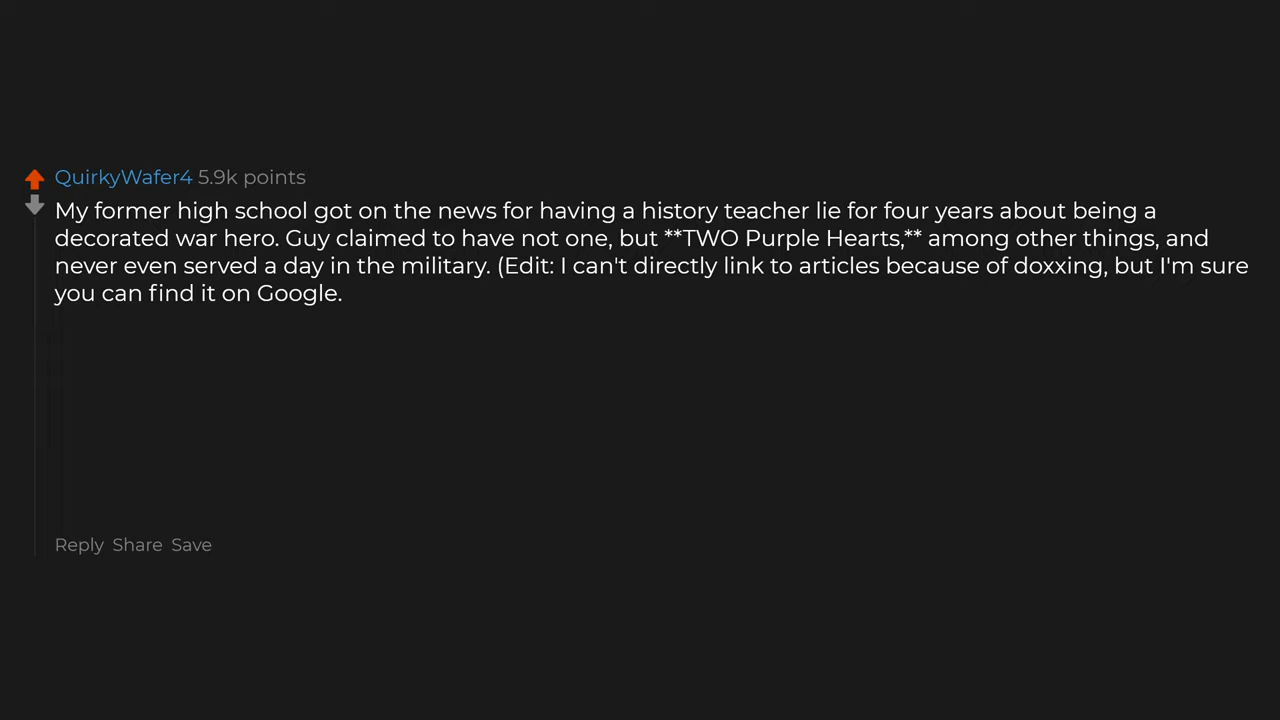 QuirkyWafer4 5.9k points
My former high school got on the news for having a history teacher lie for four years about being a
decorated war hero. Guy claimed to have not one, but **TWO Purple Hearts,** among other things, and
never even served a day in the military. (Edit: I can't directly link to articles because of doxxing, but I'm sure
you can find it on Google.
Reply Share Save